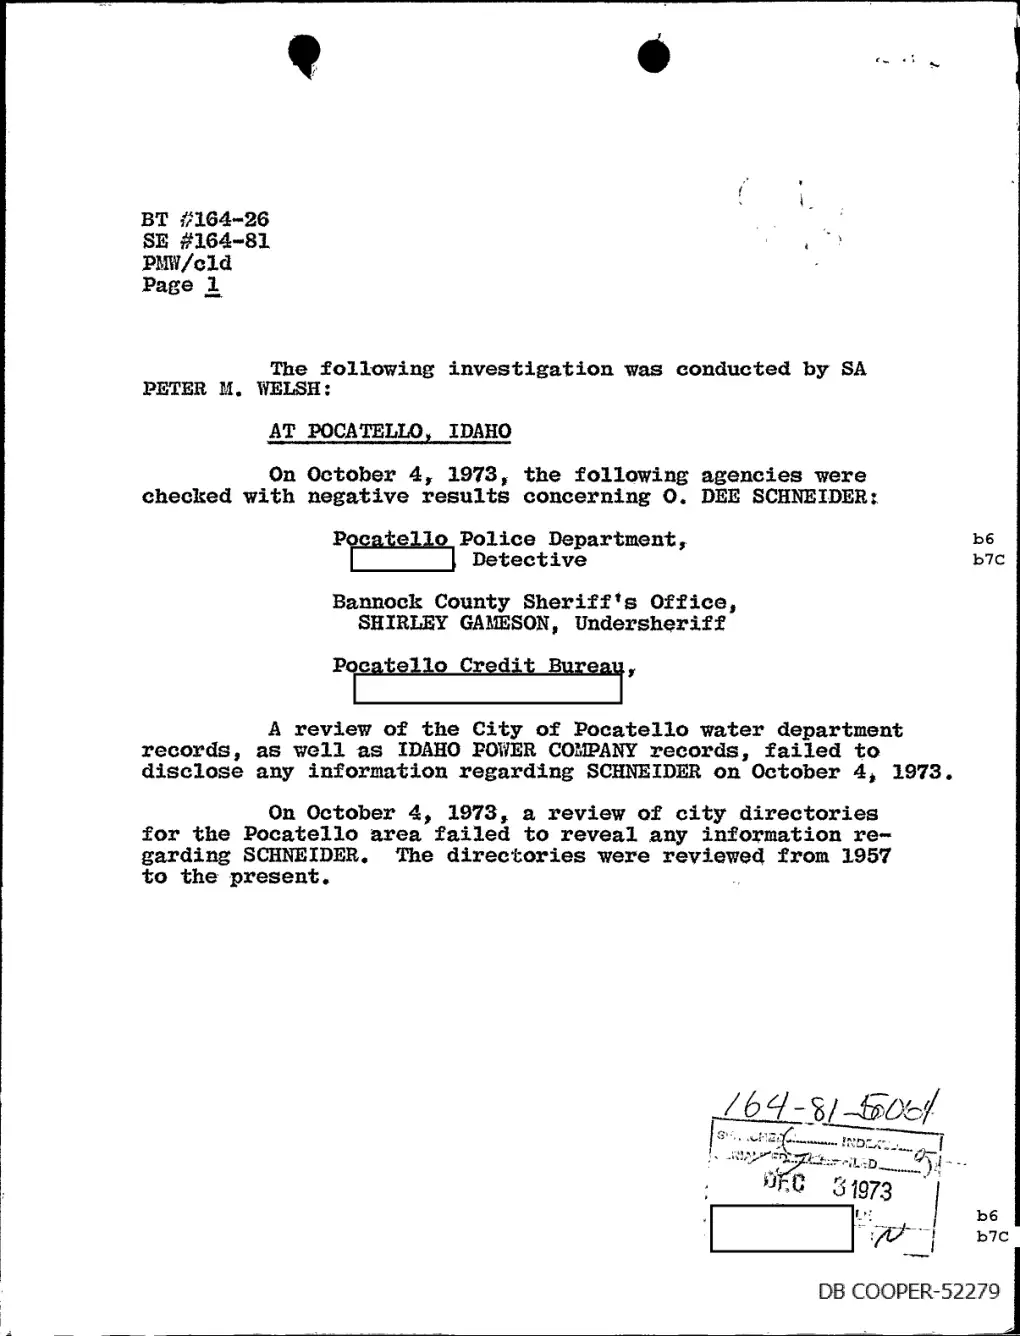 BT #164-26
SE #164-81
PMW/cld
Page 1
The following investigation was conducted by SA
PETER M. WELSH:
AT POCATELLO, IDAHO
On October 4, 1973, the following agencies were
checked with negative results concerning O. DEE SCHNEIDER:
Pocatello Police Department,
b6
, Detective
b7C
Bannock County Sheriff's Office,
SHIRLEY GAMESON, Undersheriff
Pocatello Credit Bureau,
A review of the City of Pocatello water department
records, as well as IDAHO POWER COMPANY records, failed to
disclose any information regarding SCHNEIDER on October 4, 1973.
On October 4, 1973, a review of city directories
for the Pocatello area failed to reveal any information re-
garding SCHNEIDER. The directories were reviewed from 1957
to the present.
164-81-5064
DEC 3 1973
b6
b7C
DB COOPER-52279